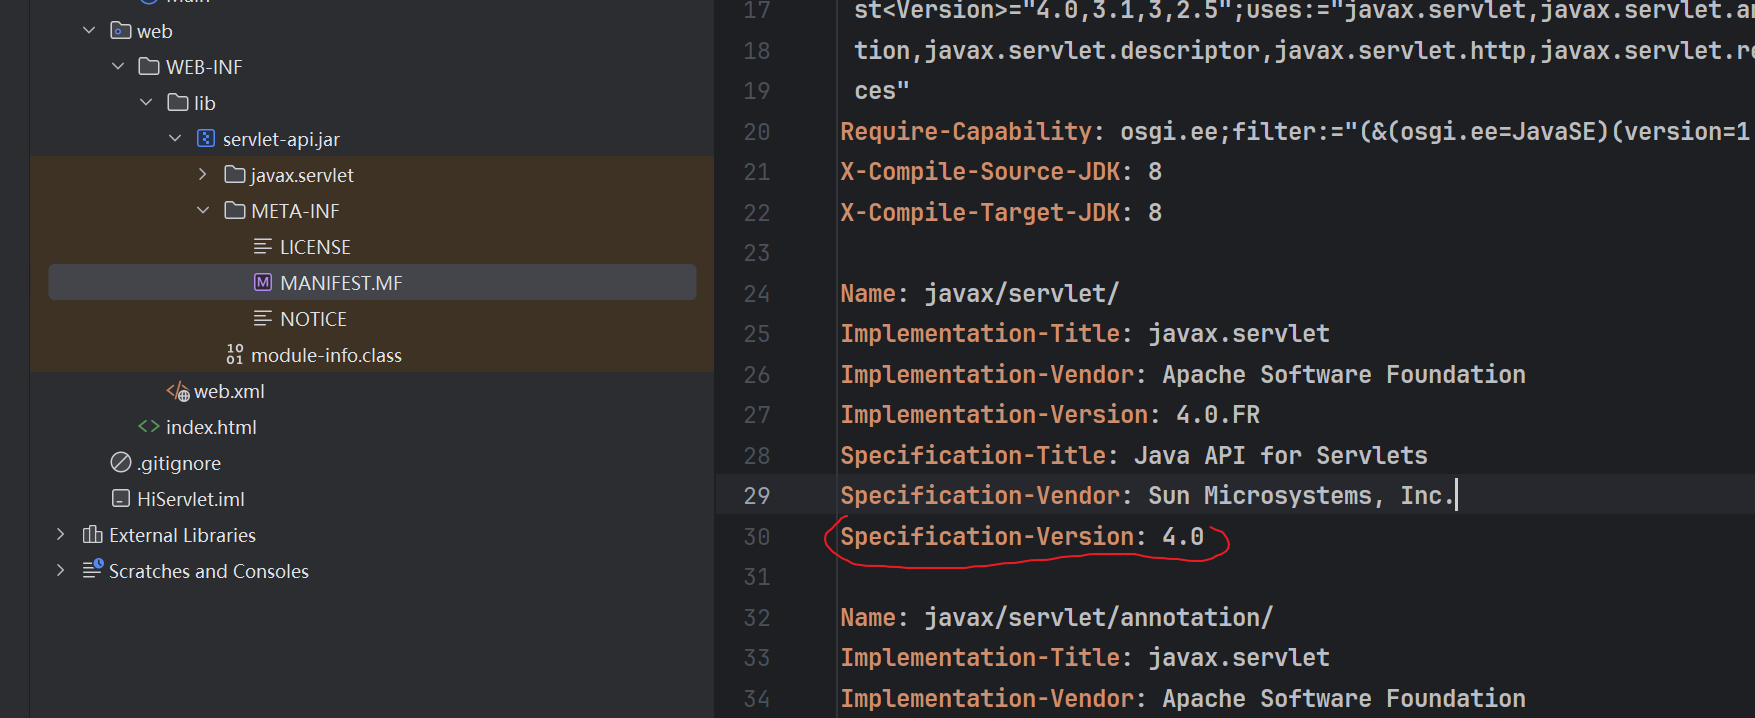 Main
web
WEB-INF
lib
servlet-api.jar
javax.servlet
META-INF
LICENSE
MANIFEST.MF
NOTICE
module-info.class
web.xml
index.html
.gitignore
HiServlet.iml
External Libraries
Scratches and Consoles
17 st<Version>="4.0,3.1,3,2.5";uses:="javax.servlet,javax.servlet.an
18 tion,javax.servlet.descriptor,javax.servlet.http,javax.servlet.re
19 ces"
20 Require-Capability: osgi.ee;filter:="(&(osgi.ee=JavaSE)(version=1
21 X-Compile-Source-JDK: 8
22 X-Compile-Target-JDK: 8
23
24 Name: javax/servlet/
25 Implementation-Title: javax.servlet
26 Implementation-Vendor: Apache Software Foundation
27 Implementation-Version: 4.0.FR
28 Specification-Title: Java API for Servlets
29 Specification-Vendor: Sun Microsystems, Inc.
30 Specification-Version: 4.0
31
32 Name: javax/servlet/annotation/
33 Implementation-Title: javax.servlet
34 Implementation-Vendor: Apache Software Foundation